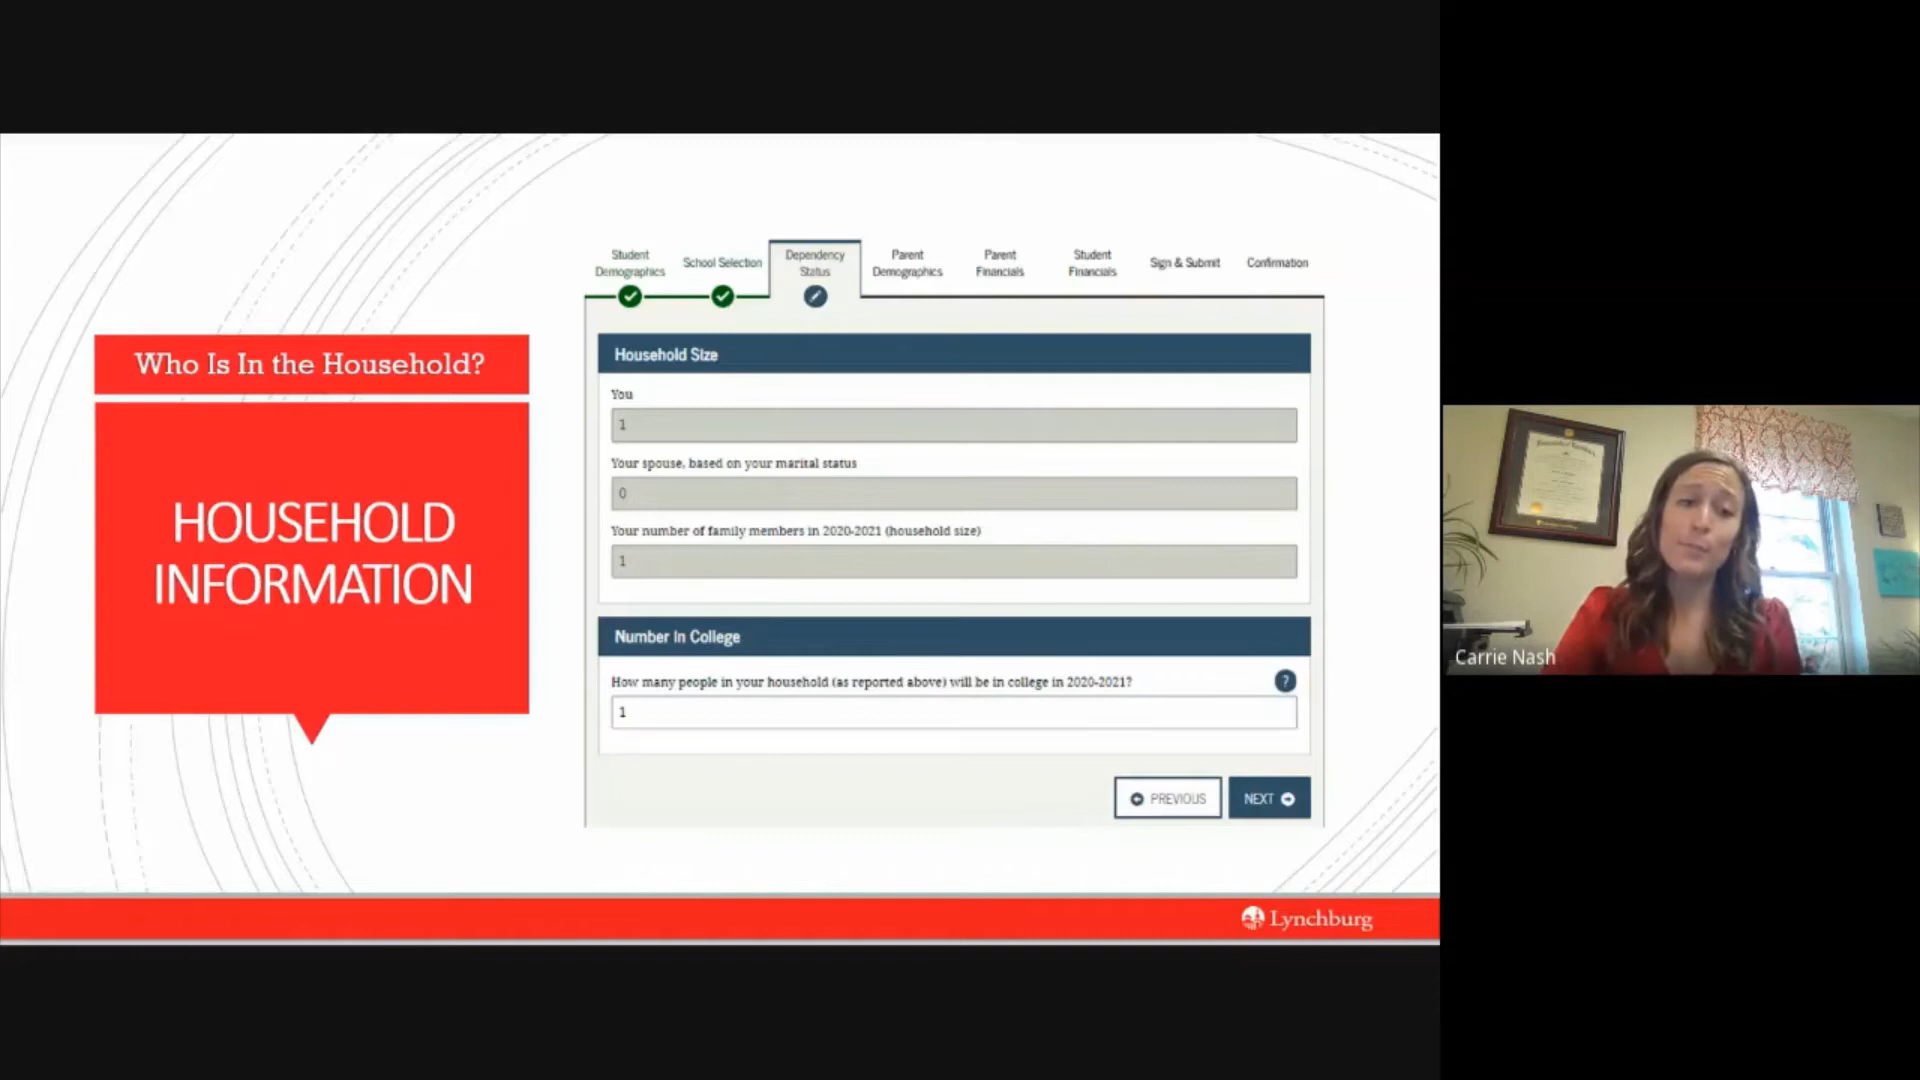 Who Is In the Household?
HOUSEHOLD
INFORMATION
Student
Demographics
School Selection
Dependency
Status
Parent
Demographics
Parent
Financials
Student
Financials
Sign & Submit
Confirmation
Household Size
You
1
Your spouse, based on your marital status
0
Your number of family members in 2020-2021 (household size)
1
Number in College
How many people in your household (as reported above) will be in college in 2020-2021?
?
1
PREVIOUS
NEXT
Lynchburg
Carrie Nash